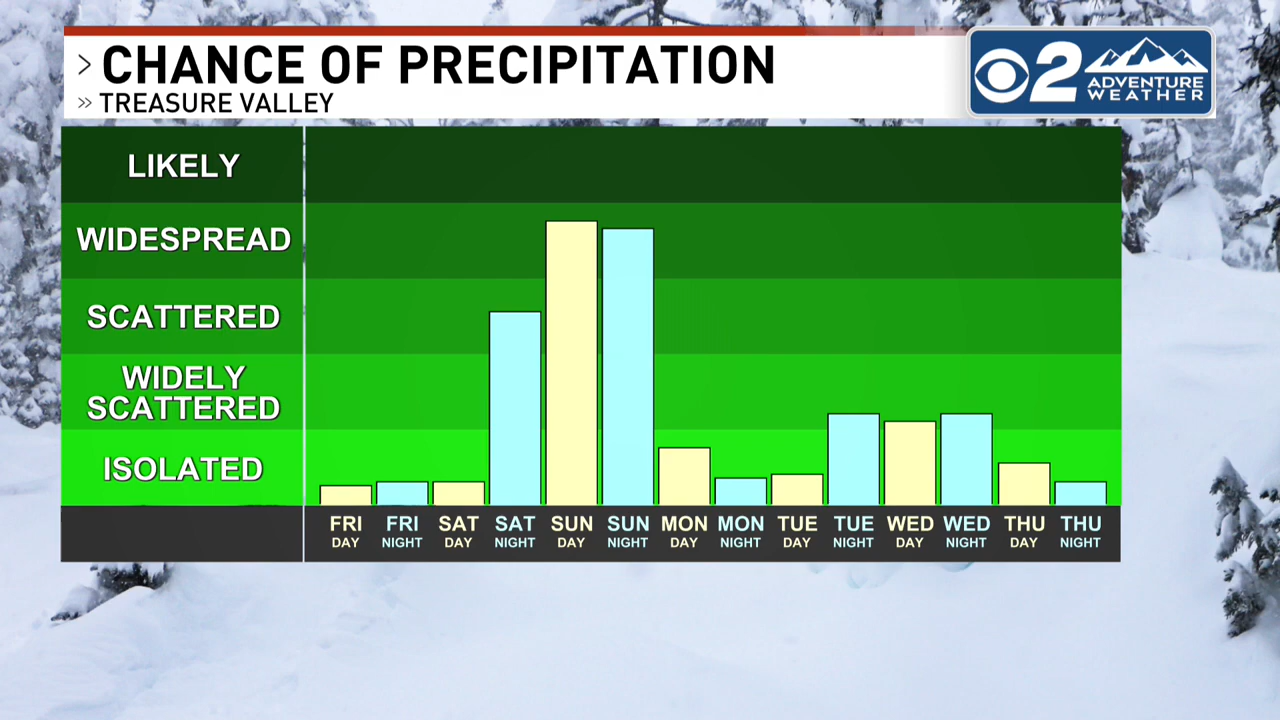 > CHANCE OF PRECIPITATION
» TREASURE VALLEY
2 ADVENTURE
WEATHER
LIKELY
WIDESPREAD
SCATTERED
WIDELY
SCATTERED
ISOLATED
FRI FRI SAT SAT SUN SUN MON MON TUE TUE WED WED THU THU
DAY NIGHT DAY NIGHT DAY NIGHT DAY NIGHT DAY NIGHT DAY NIGHT DAY NIGHT